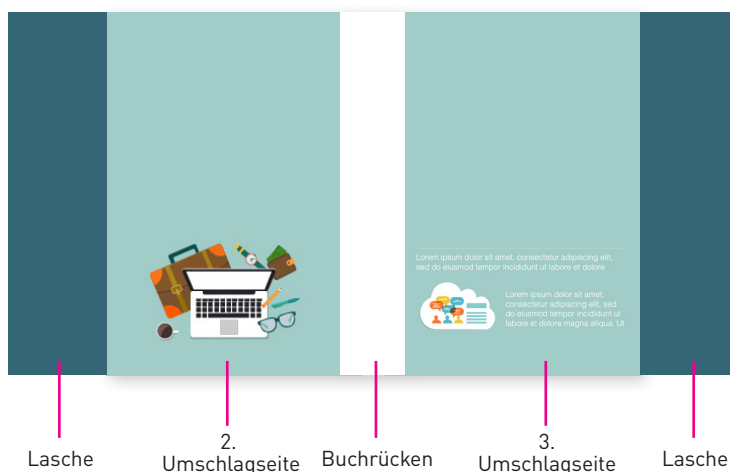 Lorem ipsum dolor sit amet, consectetur adipiscing elit,
sed do eiusmod tempor incididunt ut labore et dolore
Lorem ipsum dolor sit amet,
consectetur adipiscing elit, sed
do eiusmod tempor incididunt ut
labore et dolore magna aliqua. Ut
Lasche
2.
Umschlagseite
Buchrücken
3.
Umschlagseite
Lasche